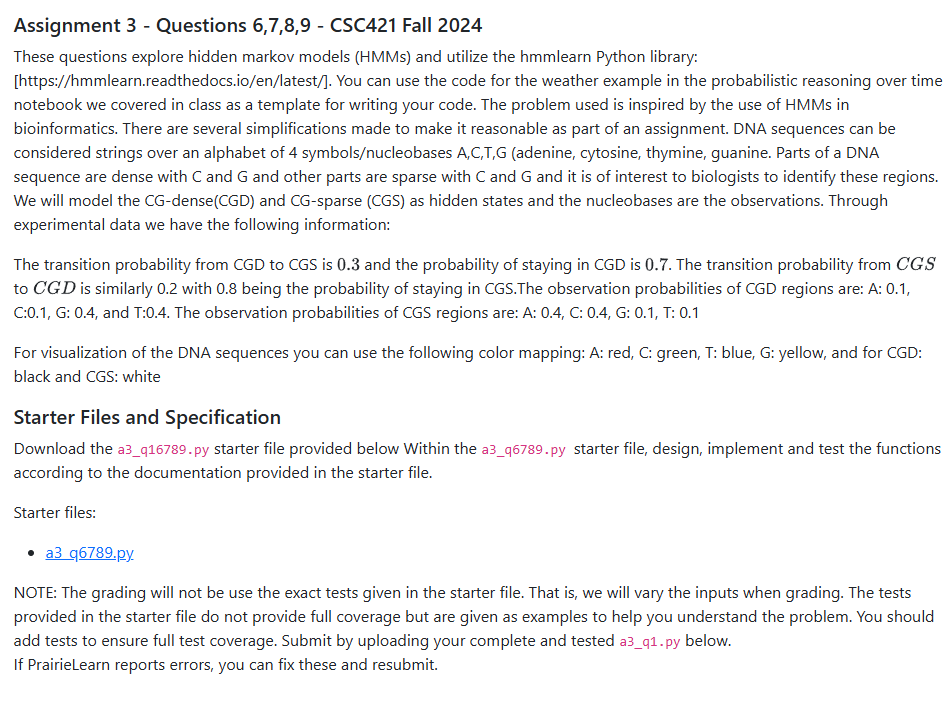 Assignment 3 - Questions 6,7,8,9 - CSC421 Fall 2024
These questions explore hidden markov models (HMMs) and utilize the hmmlearn Python library:
[https://hmmlearn.readthedocs.io/en/latest/]. You can use the code for the weather example in the probabilistic reasoning over time
notebook we covered in class as a template for writing your code. The problem used is inspired by the use of HMMs in
bioinformatics. There are several simplifications made to make it reasonable as part of an assignment. DNA sequences can be
considered strings over an alphabet of 4 symbols/nucleobases A,C,T,G (adenine, cytosine, thymine, guanine. Parts of a DNA
sequence are dense with C and G and other parts are sparse with C and G and it is of interest to biologists to identify these regions.
We will model the CG-dense(CGD) and CG-sparse (CGS) as hidden states and the nucleobases are the observations. Through
experimental data we have the following information:
The transition probability from CGD to CGS is 0.3 and the probability of staying in CGD is 0.7. The transition probability from CGS
to CGD is similarly 0.2 with 0.8 being the probability of staying in CGS.The observation probabilities of CGD regions are: A: 0.1,
C:0.1, G: 0.4, and T:0.4. The observation probabilities of CGS regions are: A: 0.4, C: 0.4, G: 0.1, T: 0.1
For visualization of the DNA sequences you can use the following color mapping: A: red, C: green, T: blue, G: yellow, and for CGD:
black and CGS: white
Starter Files and Specification
Download the a3_q16789.py starter file provided below Within the a3_q6789.py starter file, design, implement and test the functions
according to the documentation provided in the starter file.
Starter files:
• a3_q6789.py
NOTE: The grading will not be use the exact tests given in the starter file. That is, we will vary the inputs when grading. The tests
provided in the starter file do not provide full coverage but are given as examples to help you understand the problem. You should
add tests to ensure full test coverage. Submit by uploading your complete and tested a3_q1.py below.
If PrairieLearn reports errors, you can fix these and resubmit.